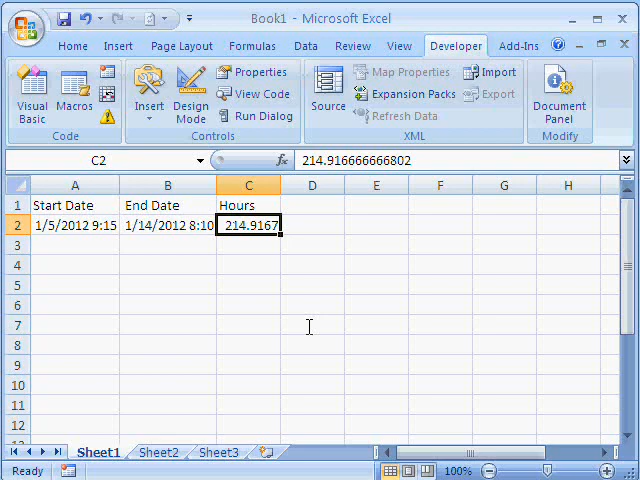 Book1 - Microsoft Excel
Home Insert Page Layout Formulas Data Review View Developer Add-Ins
Visual Basic Macros Insert Design Mode Properties View Code Run Dialog Source Map Properties Expansion Packs Refresh Data Import Export Document Panel
Code Controls XML Modify
C2 fx 214.916666666802
A B C D E F G H
1 Start Date End Date Hours
2 1/5/2012 9:15 1/14/2012 8:10 214.9167
3
4
5
6
7
8
9
10
11
12
Sheet1 Sheet2 Sheet3
Ready 100%